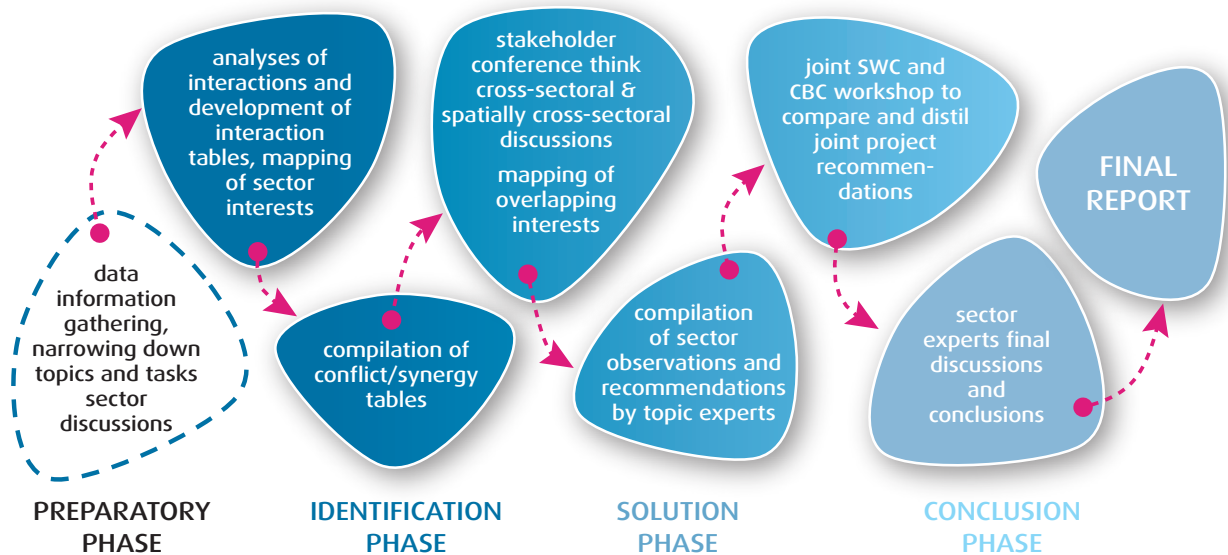 data
information
gathering,
narrowing down
topics and tasks
sector
discussions
analyses of
interactions and
development of
interaction
tables, mapping
of sector
interests
compilation of
conflict/synergy
tables
stakeholder
conference think
cross-sectoral &
spatially cross-sectoral
discussions
mapping of
overlapping
interests
compilation
of sector
observations and
recommendations
by topic experts
joint SWC and
CBC workshop to
compare and distil
joint project
recommen-
dations
sector
experts final
discussions
and
conclusions
FINAL
REPORT
PREPARATORY
PHASE
IDENTIFICATION
PHASE
SOLUTION
PHASE
CONCLUSION
PHASE